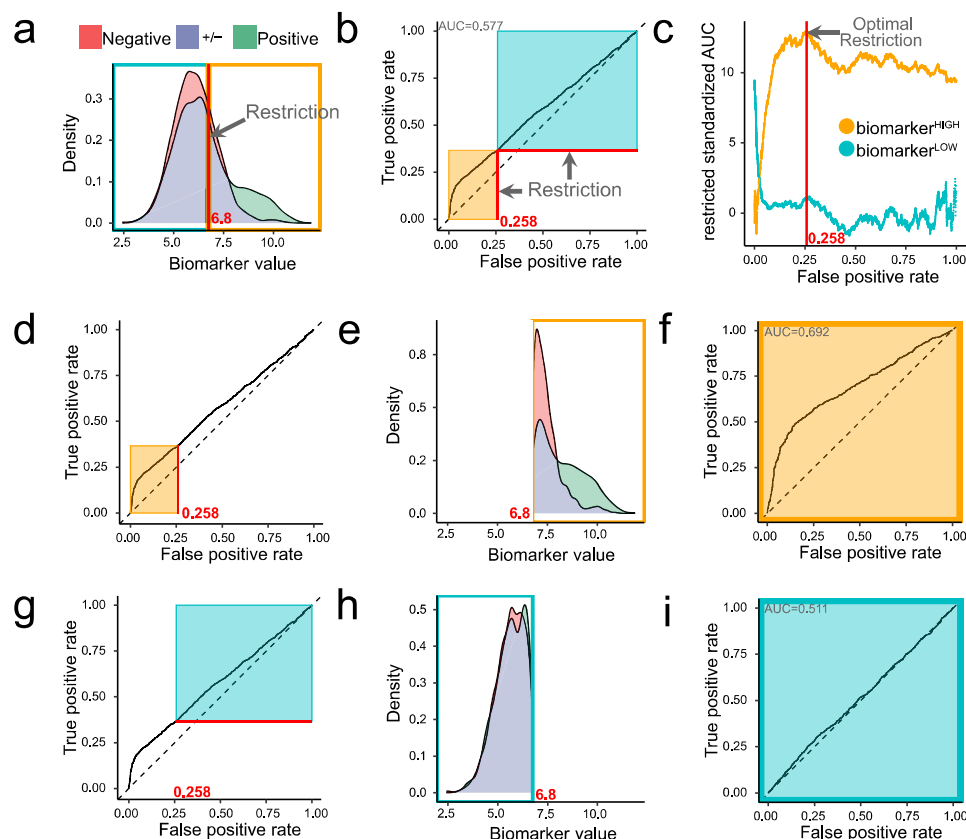 a
Negative +/− Positive
Density
0.3
0.2
0.1
0.0
Restriction
6.8
2.5 5.0 7.5 10.0
Biomarker value
b
AUC=0.577
True positive rate
1.00
0.75
0.50
0.25
0.00
Restriction
0.258
0.00 0.25 0.50 0.75 1.00
False positive rate
c
restricted standardized AUC
10
5
0
Optimal
Restriction
biomarkerHIGH
biomarkerLOW
0.258
0.00 0.25 0.50 0.75 1.00
False positive rate
d
True positive rate
1.00
0.75
0.50
0.25
0.00
0.258
0.00 0.25 0.50 0.75 1.00
False positive rate
e
Density
0.8
0.5
0.2
0.0
6.8
2.5 5.0 7.5 10.0
Biomarker value
f
AUC=0.692
True positive rate
1.00
0.75
0.50
0.25
0.00
0.00 0.25 0.50 0.75 1.00
False positive rate
g
True positive rate
1.00
0.75
0.50
0.25
0.00
0.258
0.00 0.25 0.50 0.75 1.00
False positive rate
h
Density
0.5
0.4
0.3
0.2
0.1
0.0
6.8
2.5 5.0 7.5 10.0
Biomarker value
i
AUC=0.511
True positive rate
1.00
0.75
0.50
0.25
0.00
0.00 0.25 0.50 0.75 1.00
False positive rate